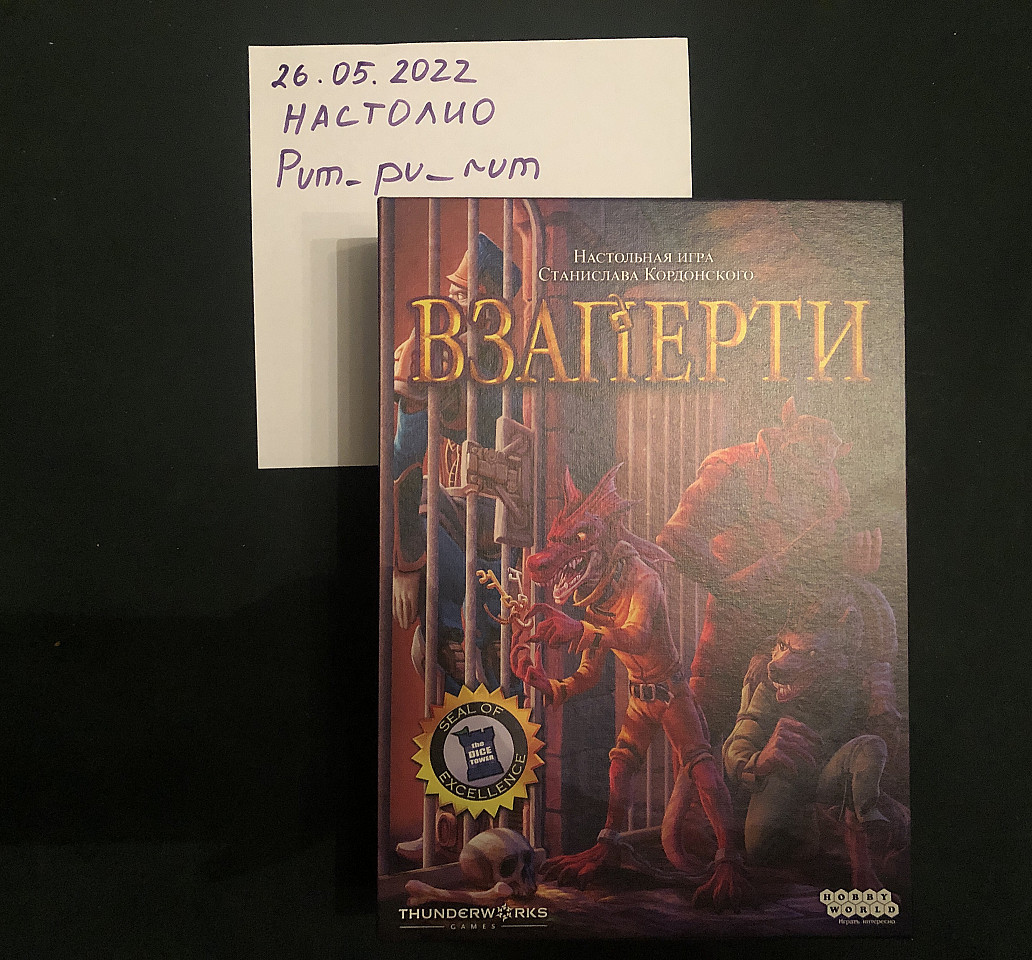 26.05.2022
НАСТОЛИО
Pum_pu_rum
НАСТОЛЬНАЯ ИГРА
СТАНИСЛАВА КОРДОНСКОГО
ВЗАПЕРТИ
SEAL OF
the
DICE
TOWER
EXCELLENCE
THUNDERWORKS
GAMES
HOBBY
WORLD
Играть интересно